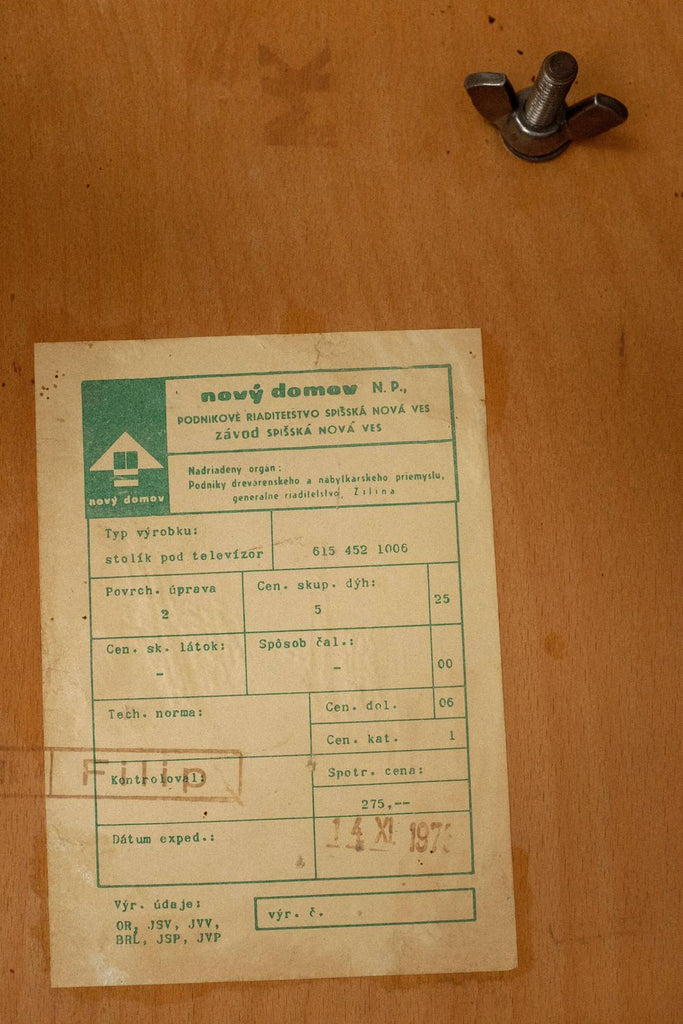 nový domov N.P.,
PODNIKOVÉ RIADITEĽSTVO SPIŠSKÁ NOVÁ VES
závod SPIŠSKÁ NOVÁ VES
nový domov
Nadriadený orgán:
Podniky drevárenského a nábytkárskeho priemyslu,
generálne riaditeľstvo, Žilina
Typ výrobku:
stolík pod televízor
615 452 1006
Povrch. úprava
2
Cen. skup. dýh:
5
25
Cen. sk. látok:
-
Spôsob čal.:
-
00
Tech. norma:
Cen. dol.
06
Cen. kat. 1
Kontroloval:
Filip
Spotr. cena:
275,--
Dátum exped.:
14 XI
Výr. údaje:
OR, JSV, JVV,
BRL, JSP, JVP
výr. č.